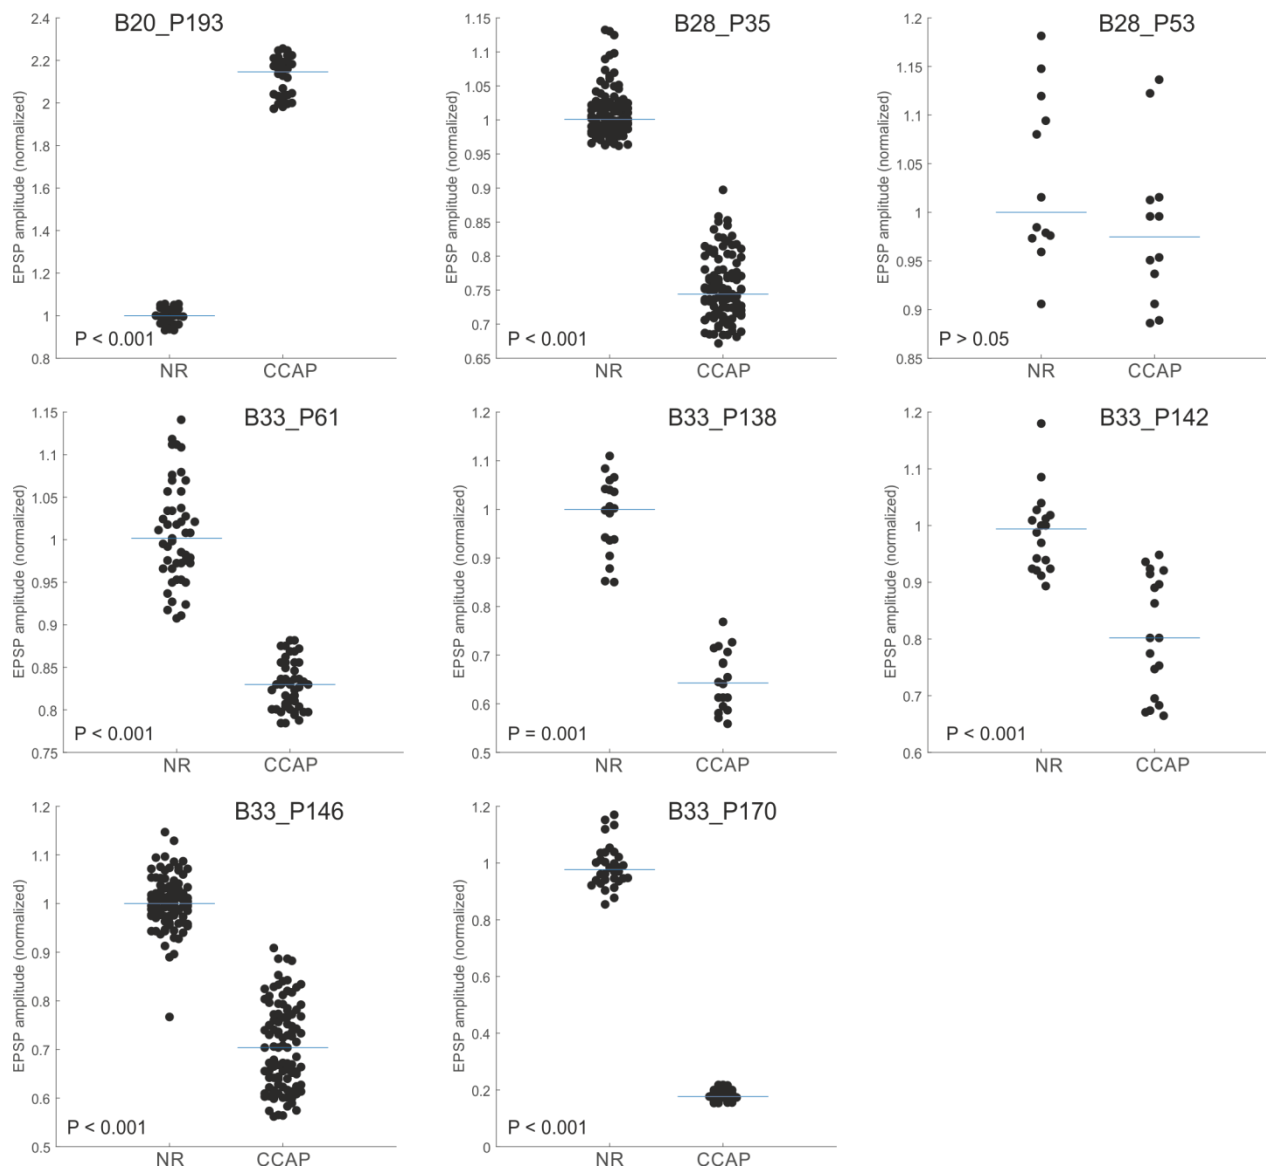 B20_P193
2.4
2.2
2
1.8
1.6
1.4
1.2
1
0.8
EPSP amplitude (normalized)
P < 0.001
NR CCAP
B28_P35
1.15
1.1
1.05
1
0.95
0.9
0.85
0.8
0.75
0.7
0.65
EPSP amplitude (normalized)
P < 0.001
NR CCAP
B28_P53
1.2
1.15
1.1
1.05
1
0.95
0.9
0.85
EPSP amplitude (normalized)
P > 0.05
NR CCAP
B33_P61
1.15
1.1
1.05
1
0.95
0.9
0.85
0.8
0.75
EPSP amplitude (normalized)
P < 0.001
NR CCAP
B33_P138
1.2
1.1
1
0.9
0.8
0.7
0.6
0.5
EPSP amplitude (normalized)
P = 0.001
NR CCAP
B33_P142
1.2
1.1
1
0.9
0.8
0.7
0.6
EPSP amplitude (normalized)
P < 0.001
NR CCAP
B33_P146
1.2
1.1
1
0.9
0.8
0.7
0.6
0.5
EPSP amplitude (normalized)
P < 0.001
NR CCAP
B33_P170
1.2
1
0.8
0.6
0.4
0.2
0
EPSP amplitude (normalized)
P < 0.001
NR CCAP